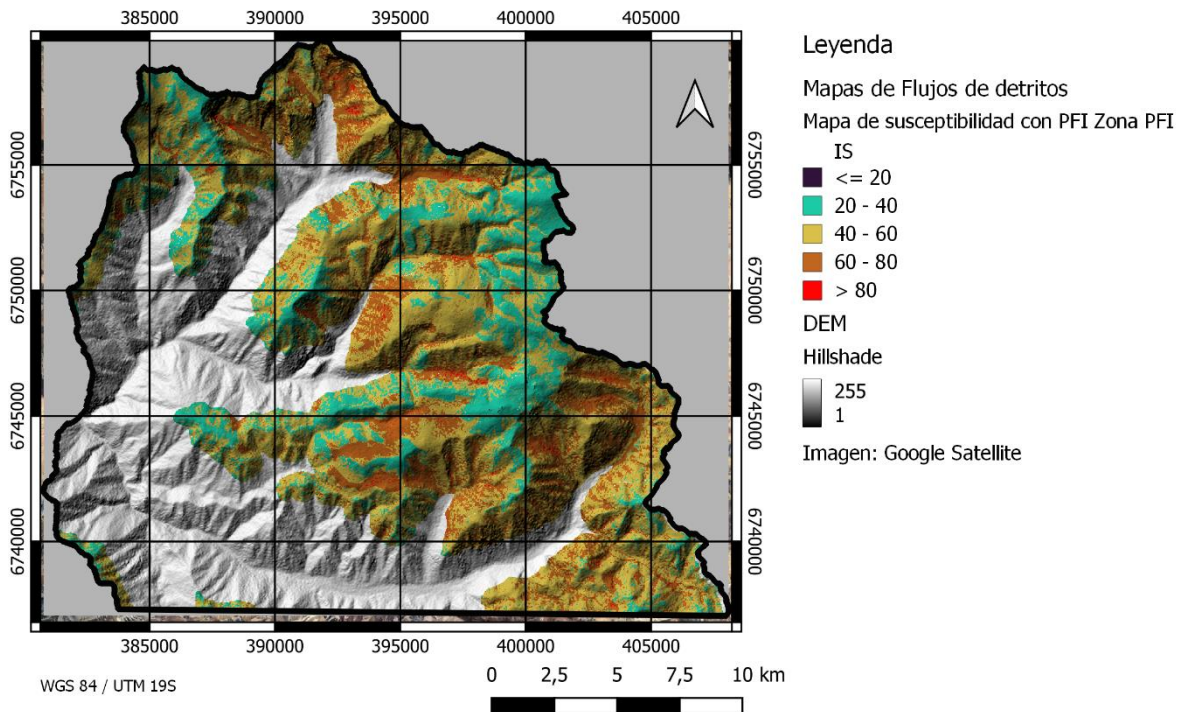 385000 390000 395000 400000 405000
6755000
6750000
6745000
6740000
6755000
6750000
6745000
6740000
385000 390000 395000 400000 405000
WGS 84 / UTM 19S
0 2,5 5 7,5 10 km
Leyenda
Mapas de Flujos de detritos
Mapa de susceptibilidad con PFI Zona PFI
IS
<= 20
20 - 40
40 - 60
60 - 80
> 80
DEM
Hillshade
255
1
Imagen: Google Satellite